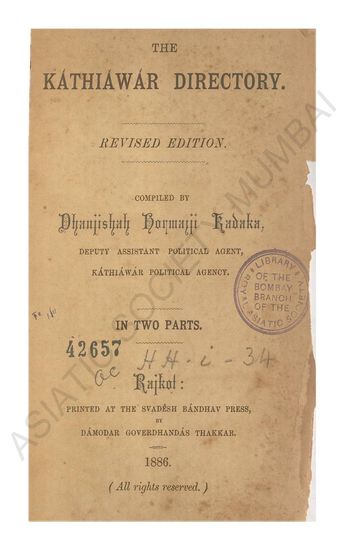 THE
KÁTHIÁWÁR DIRECTORY.
REVISED EDITION.
COMPILED BY
Dhanjishah Hormajji Kadaka,
DEPUTY ASSISTANT POLITICAL AGENT,
KÁTHIÁWÁR POLITICAL AGENCY.
LIBRARY
OF THE
BOMBAY
BRANCH
OF THE
ROYAL ASIATIC SOCIETY
IN TWO PARTS.
42657
HH-i-34
Rajkot:
PRINTED AT THE SVADÉSH BÁNDHAV PRESS,
BY
DÁMODAR GOVERDHANDÁS THAKKAR.
1886.
( All rights reserved. )
ASIATIC SOCIETY MUMBAI